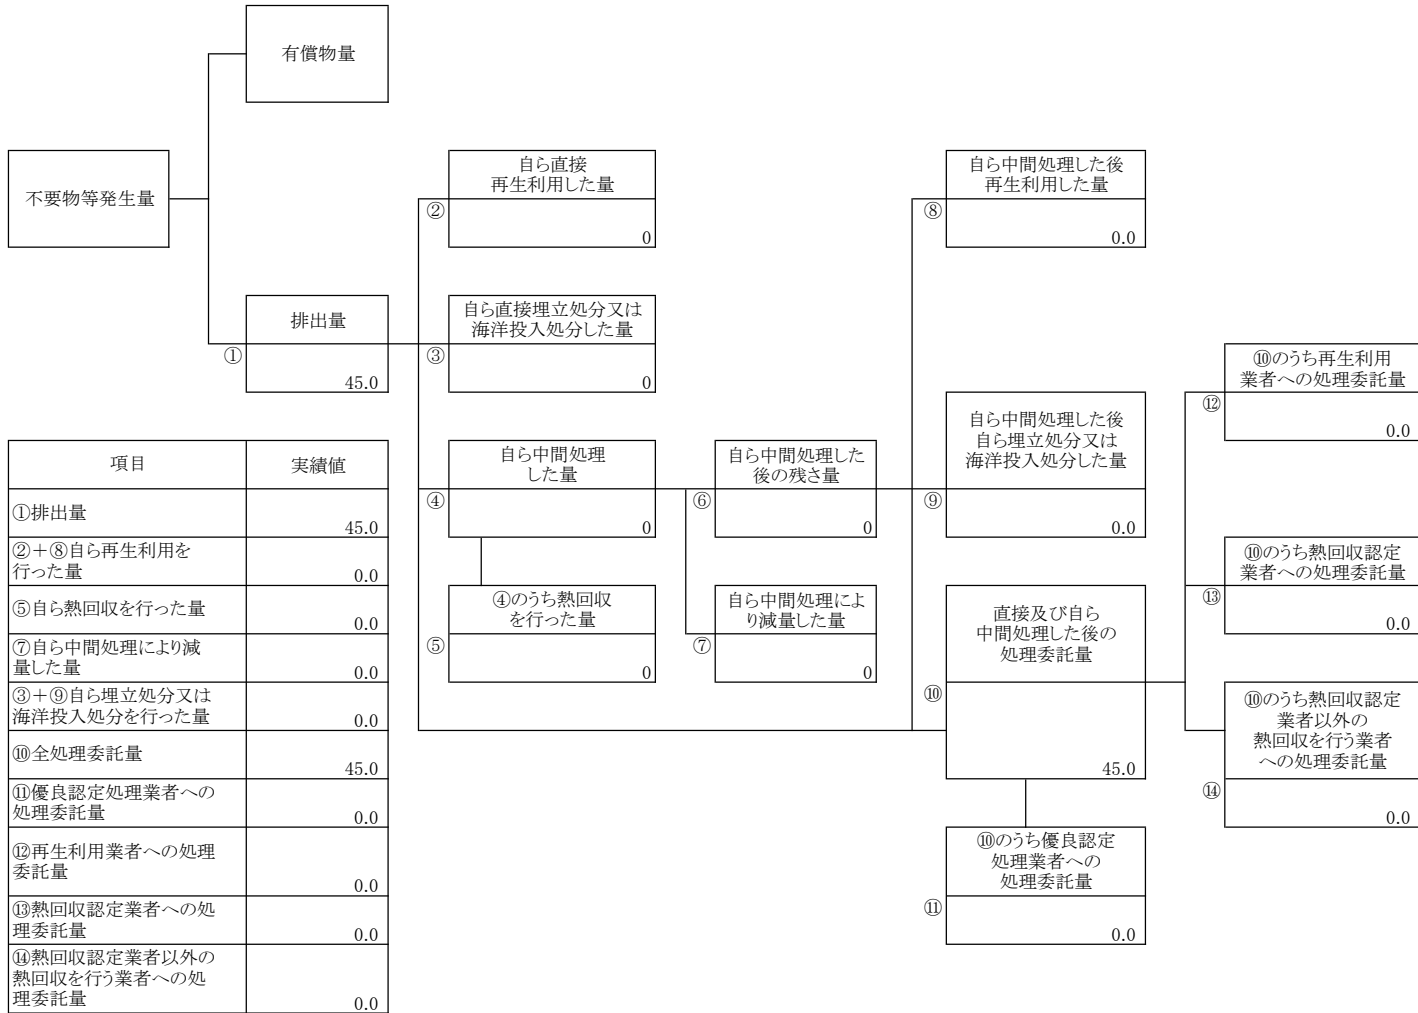 有償物量
不要物等発生量
自ら直接
再生利用した量
②
0
自ら中間処理した後
再生利用した量
⑧
0.0
排出量
①
45.0
自ら直接埋立処分又は
海洋投入処分した量
③
0
⑩のうち再生利用
業者への処理委託量
⑫
0.0
自ら中間処理
した量
④
0
自ら中間処理した
後の残さ量
⑥
0
自ら中間処理した後
自ら埋立処分又は
海洋投入処分した量
⑨
0.0
④のうち熱回収
を行った量
⑤
0
自ら中間処理によ
り減量した量
⑦
0
直接及び自ら
中間処理した後の
処理委託量
⑩
45.0
⑩のうち熱回収認定
業者への処理委託量
⑬
0.0
⑩のうち熱回収認定
業者以外の
熱回収を行う業者
への処理委託量
⑭
0.0
⑩のうち優良認定
処理業者への
処理委託量
⑪
0.0
項目 実績値
①排出量
45.0
②＋⑧自ら再生利用を
行った量
0.0
⑤自ら熱回収を行った量
0.0
⑦自ら中間処理により減
量した量
0.0
③＋⑨自ら埋立処分又は
海洋投入処分を行った量
0.0
⑩全処理委託量
45.0
⑪優良認定処理業者への
処理委託量
0.0
⑫再生利用業者への処理
委託量
0.0
⑬熱回収認定業者への処
理委託量
0.0
⑭熱回収認定業者以外の
熱回収を行う業者への処
理委託量
0.0